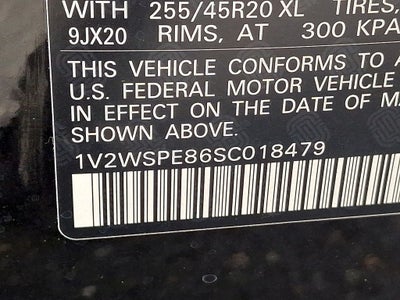 WITH 255/45R20 XL TIRES,
9JX20 RIMS, AT 300 KPA
THIS VEHICLE CONFORMS TO A
U.S. FEDERAL MOTOR VEHICLE
IN EFFECT ON THE DATE OF MA
SHOWN ABOVE.
1V2WSPE86SC018479